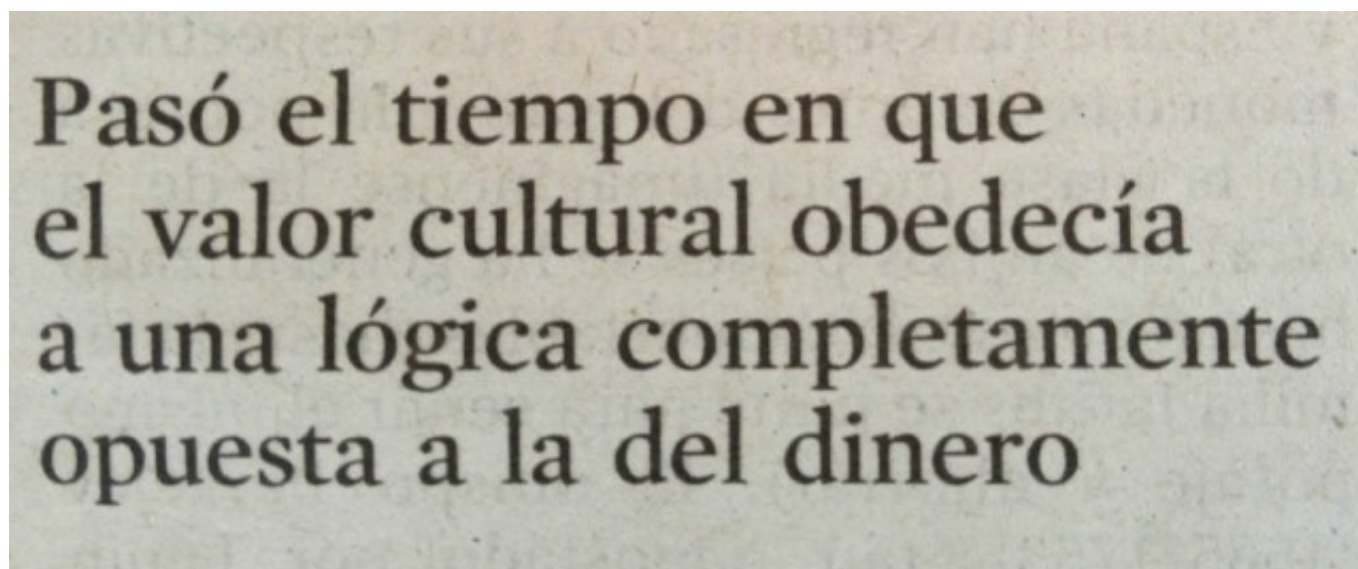 Pasó el tiempo en que
el valor cultural obedecía
a una lógica completamente
opuesta a la del dinero